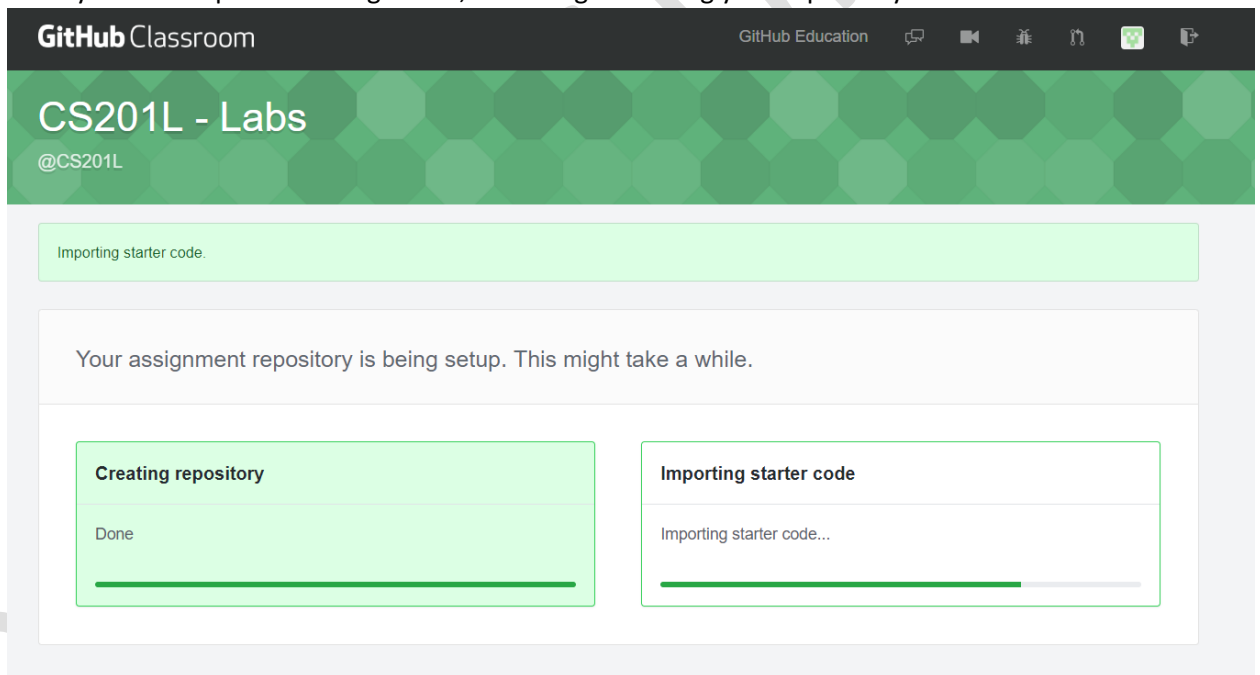 GitHub Classroom
GitHub Education
CS201L - Labs
@CS201L
Importing starter code.
Your assignment repository is being setup. This might take a while.
Creating repository
Done
Importing starter code
Importing starter code...